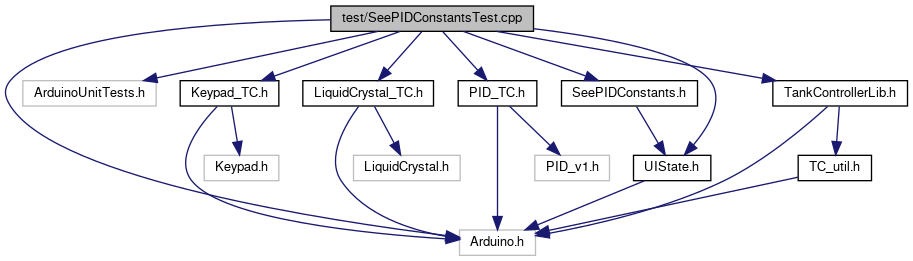 test/SeePIDConstantsTest.cpp
ArduinoUnitTests.h
Keypad_TC.h
LiquidCrystal_TC.h
PID_TC.h
SeePIDConstants.h
TankControllerLib.h
Keypad.h
LiquidCrystal.h
PID_v1.h
UIState.h
TC_util.h
Arduino.h